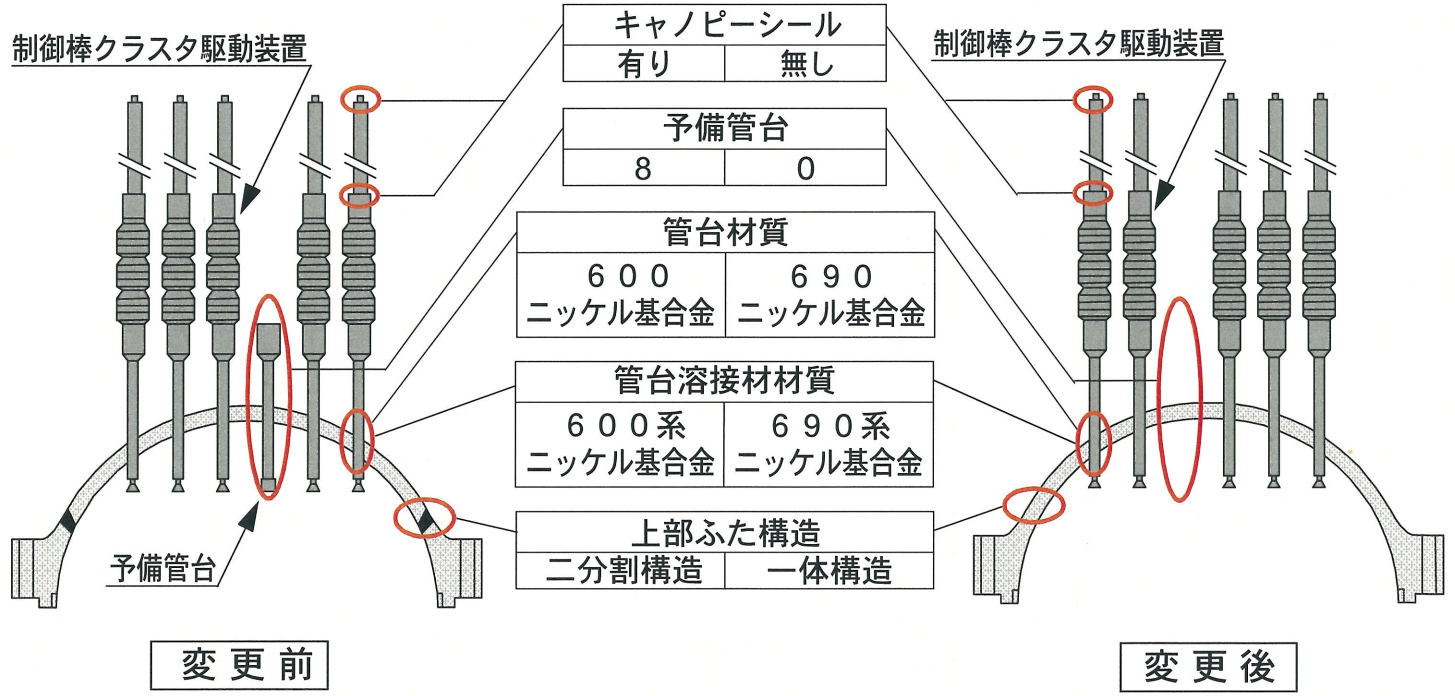 制御棒クラスタ駆動装置
キャノピーシール
有り 無し
制御棒クラスタ駆動装置
予備管台
8 0
管台材質
600 690
ニッケル基合金 ニッケル基合金
管台溶接材材質
600系 690系
ニッケル基合金 ニッケル基合金
上部ふた構造
二分割構造 一体構造
予備管台
変更前
変更後